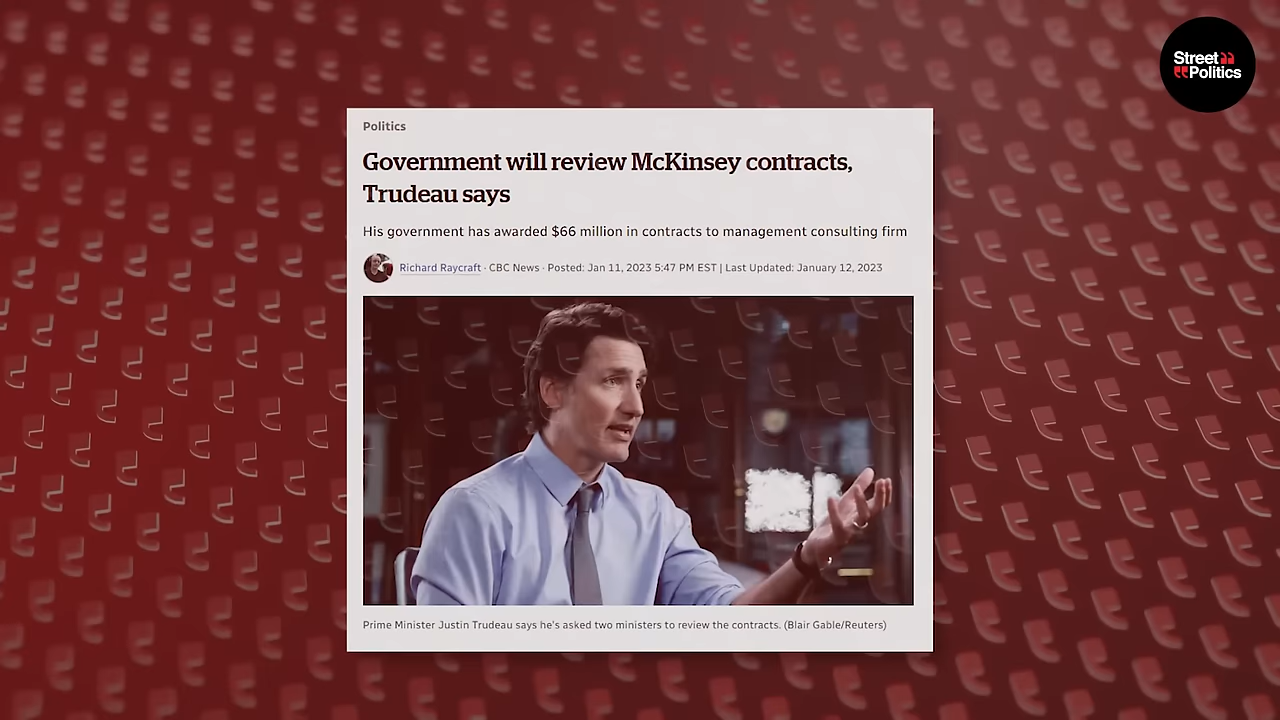 Street
Politics
Politics
Government will review McKinsey contracts,
Trudeau says
His government has awarded $66 million in contracts to management consulting firm
Richard Raycraft · CBC News · Posted: Jan 11, 2023 5:47 PM EST | Last Updated: January 12, 2023
Prime Minister Justin Trudeau says he's asked two ministers to review the contracts. (Blair Gable/Reuters)